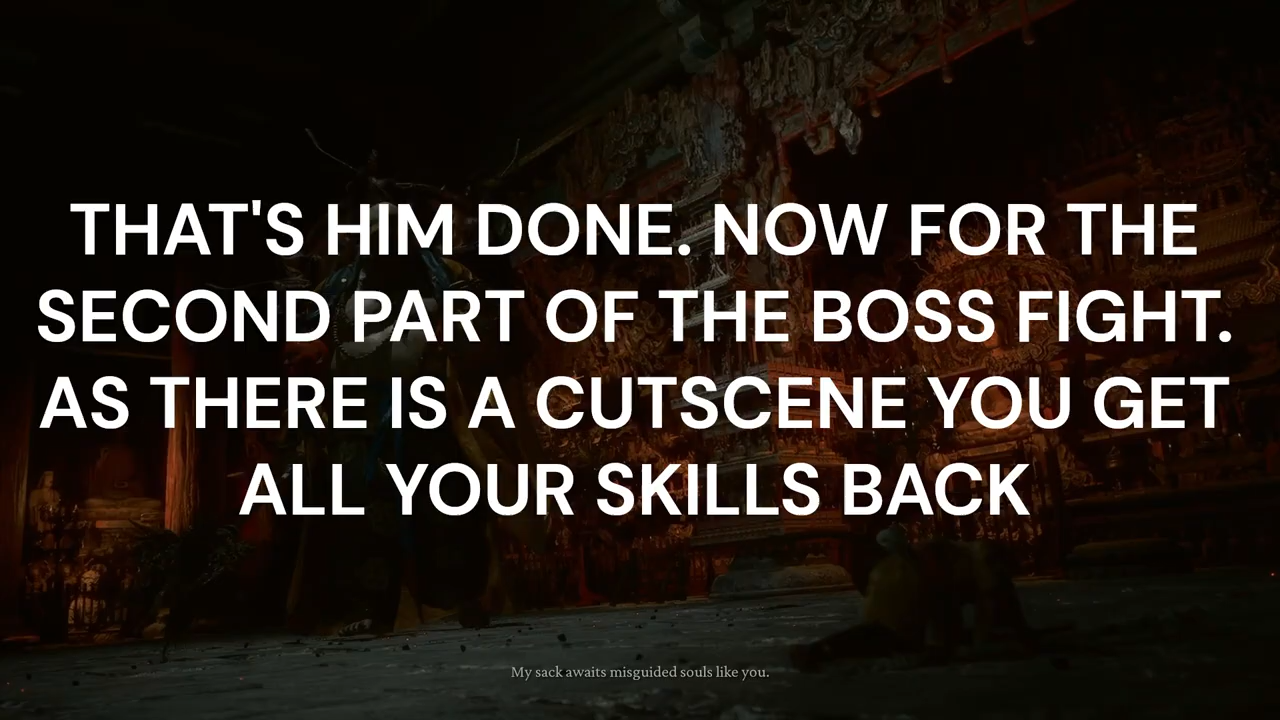 THAT'S HIM DONE. NOW FOR THE
SECOND PART OF THE BOSS FIGHT.
AS THERE IS A CUTSCENE YOU GET
ALL YOUR SKILLS BACK
My sack awaits misguided souls like you.